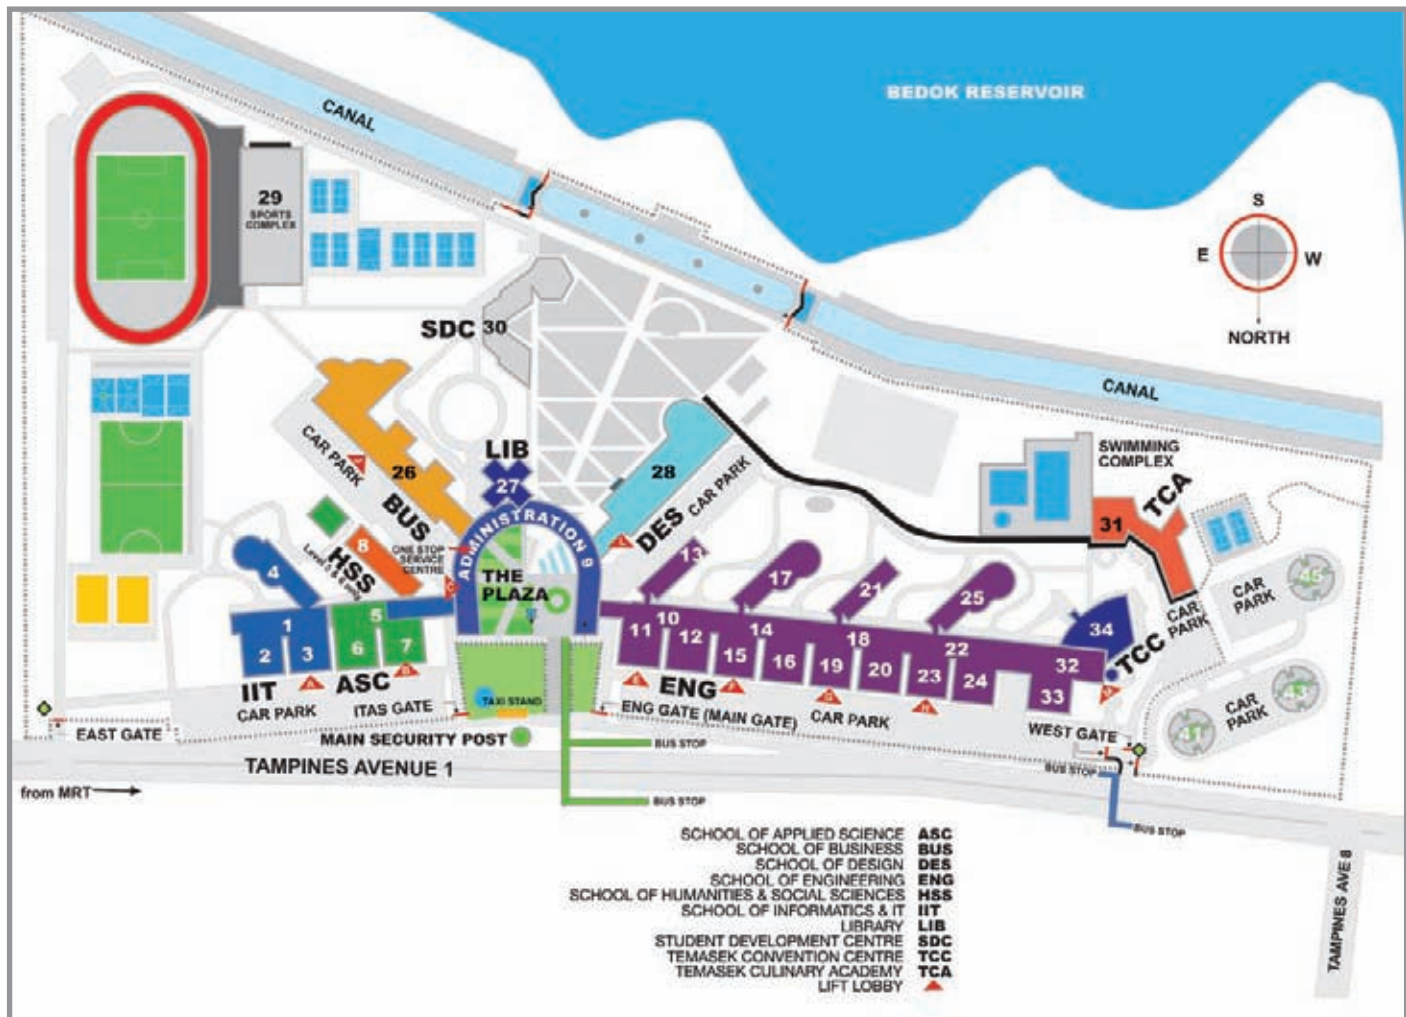 BEDOK RESERVOIR
CANAL
29
SPORTS
COMPLEX
S
E
W
NORTH
SDC 30
CANAL
SWIMMING
COMPLEX
CAR PARK
26
BUS
LIB
27
28
DES
CAR PARK
31
TCA
ADMINISTRATION 9
ONE STOP
SERVICE
CENTRE
THE
PLAZA
8
HSS
4
13
17
21
25
34
TCC
CAR
PARK
CAR
PARK
45
1
2
3
5
6
7
10
11
12
14
15
16
18
19
20
22
23
24
32
33
C
L
A
B
E
F
G
H
IIT
ASC
ENG
CAR PARK
ITAS GATE
TAXI STAND
ENG GATE (MAIN GATE)
CAR PARK
WEST GATE
CAR
PARK
43
41
EAST GATE
MAIN SECURITY POST
BUS STOP
BUS STOP
BUS STOP
BUS STOP
TAMPINES AVENUE 1
from MRT
TAMPINES AVE 8
SCHOOL OF APPLIED SCIENCE ASC
SCHOOL OF BUSINESS BUS
SCHOOL OF DESIGN DES
SCHOOL OF ENGINEERING ENG
SCHOOL OF HUMANITIES & SOCIAL SCIENCES HSS
SCHOOL OF INFORMATICS & IT IIT
LIBRARY LIB
STUDENT DEVELOPMENT CENTRE SDC
TEMASEK CONVENTION CENTRE TCC
TEMASEK CULINARY ACADEMY TCA
LIFT LOBBY